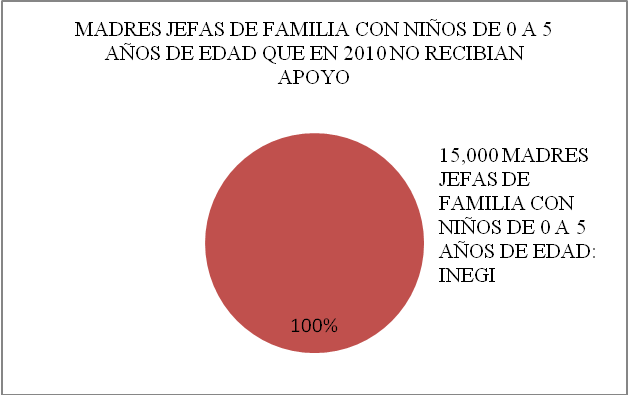 MADRES JEFAS DE FAMILIA CON NIÑOS DE 0 A 5
AÑOS DE EDAD QUE EN 2010 NO RECIBIAN
APOYO
15,000 MADRES
JEFAS DE
FAMILIA CON
NIÑOS DE 0 A 5
AÑOS DE EDAD:
INEGI
100%